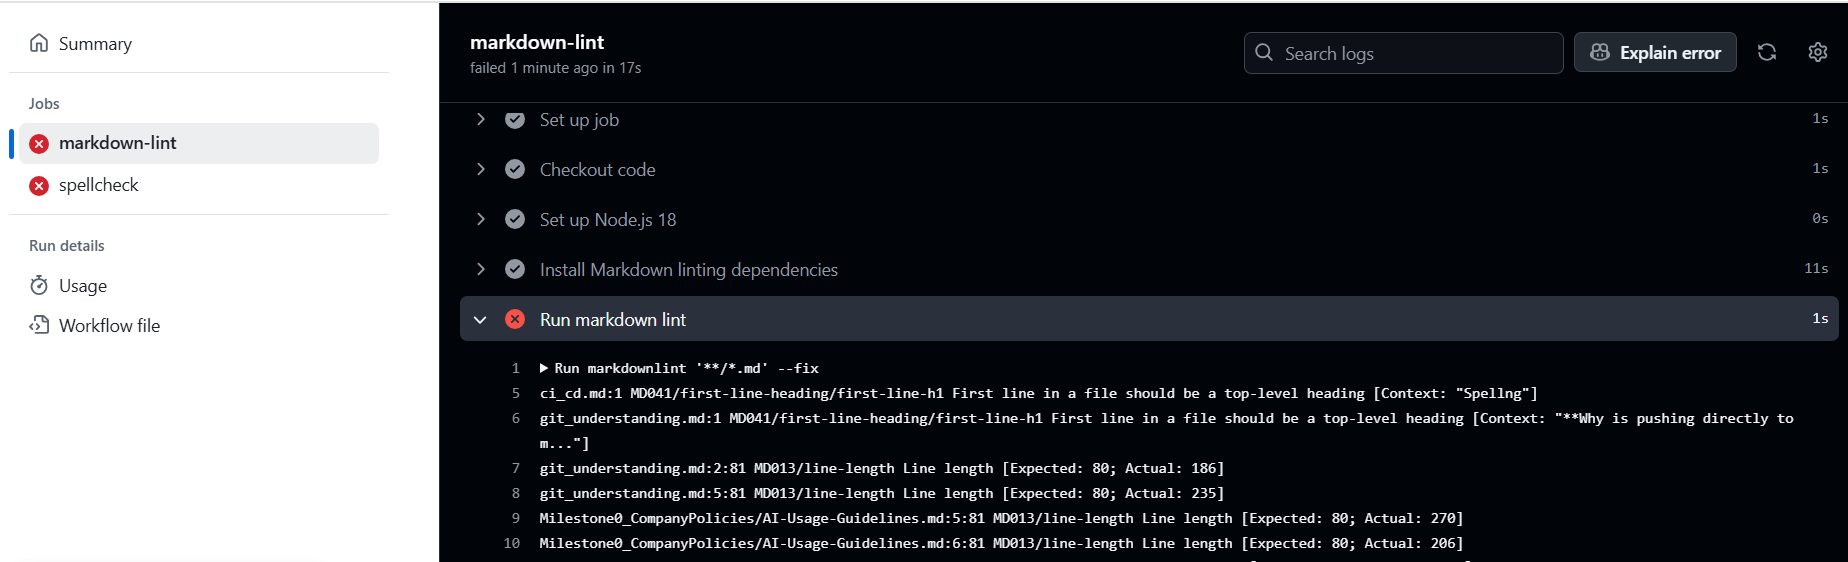 Summary
Jobs
markdown-lint
spellcheck
Run details
Usage
Workflow file
markdown-lint
failed 1 minute ago in 17s
Search logs
Explain error
Set up job 1s
Checkout code 1s
Set up Node.js 18 0s
Install Markdown linting dependencies 11s
Run markdown lint 1s
1 Run markdownlint '**/*.md' --fix
5 ci_cd.md:1 MD041/first-line-heading/first-line-h1 First line in a file should be a top-level heading [Context: "Spellng"]
6 git_understanding.md:1 MD041/first-line-heading/first-line-h1 First line in a file should be a top-level heading [Context: "**Why is pushing directly to
m..."]
7 git_understanding.md:2:81 MD013/line-length Line length [Expected: 80; Actual: 186]
8 git_understanding.md:5:81 MD013/line-length Line length [Expected: 80; Actual: 235]
9 Milestone0_CompanyPolicies/AI-Usage-Guidelines.md:5:81 MD013/line-length Line length [Expected: 80; Actual: 270]
10 Milestone0_CompanyPolicies/AI-Usage-Guidelines.md:6:81 MD013/line-length Line length [Expected: 80; Actual: 206]